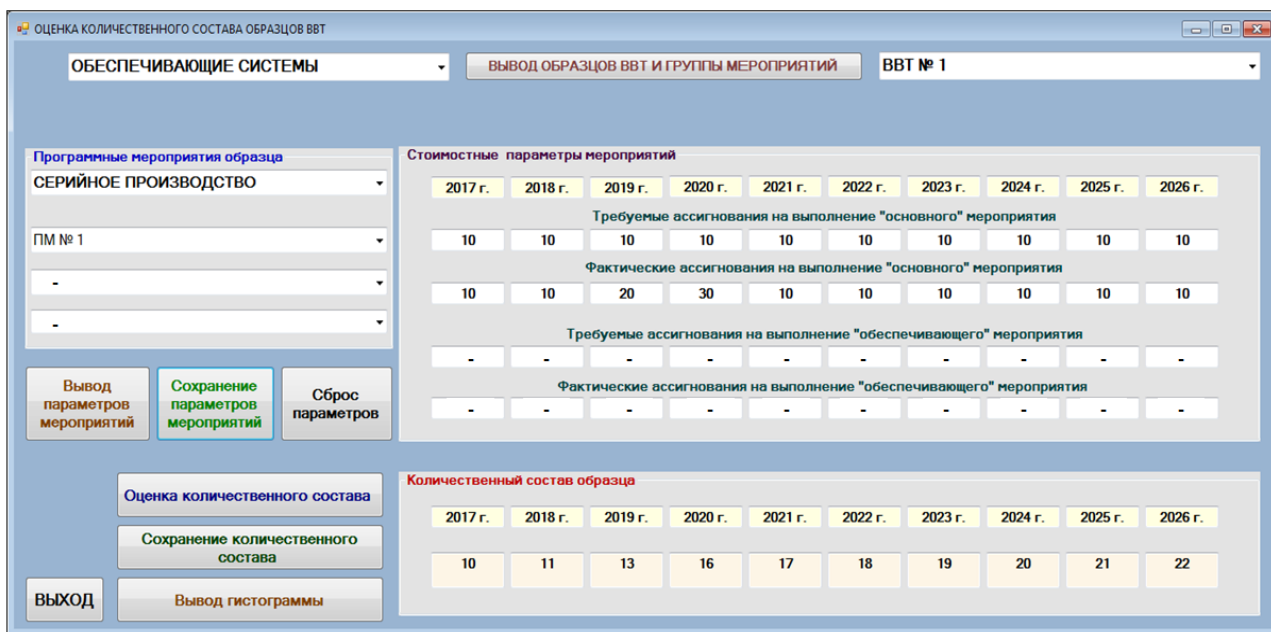 ОЦЕНКА КОЛИЧЕСТВЕННОГО СОСТАВА ОБРАЗЦОВ ВВТ
ОБЕСПЕЧИВАЮЩИЕ СИСТЕМЫ
ВЫВОД ОБРАЗЦОВ ВВТ И ГРУППЫ МЕРОПРИЯТИЙ
ВВТ № 1
Программные мероприятия образца
СЕРИЙНОЕ ПРОИЗВОДСТВО
ПМ № 1
-
-
Стоимостные параметры мероприятий
2017 г. 2018 г. 2019 г. 2020 г. 2021 г. 2022 г. 2023 г. 2024 г. 2025 г. 2026 г.
Требуемые ассигнования на выполнение "основного" мероприятия
10 10 10 10 10 10 10 10 10 10
Фактические ассигнования на выполнение "основного" мероприятия
10 10 20 30 10 10 10 10 10 10
Требуемые ассигнования на выполнение "обеспечивающего" мероприятия
- - - - - - - - - -
Фактические ассигнования на выполнение "обеспечивающего" мероприятия
- - - - - - - - - -
Вывод
параметров
мероприятий
Сохранение
параметров
мероприятий
Сброс
параметров
Оценка количественного состава
Сохранение количественного
состава
ВЫХОД
Вывод гистограммы
Количественный состав образца
2017 г. 2018 г. 2019 г. 2020 г. 2021 г. 2022 г. 2023 г. 2024 г. 2025 г. 2026 г.
10 11 13 16 17 18 19 20 21 22